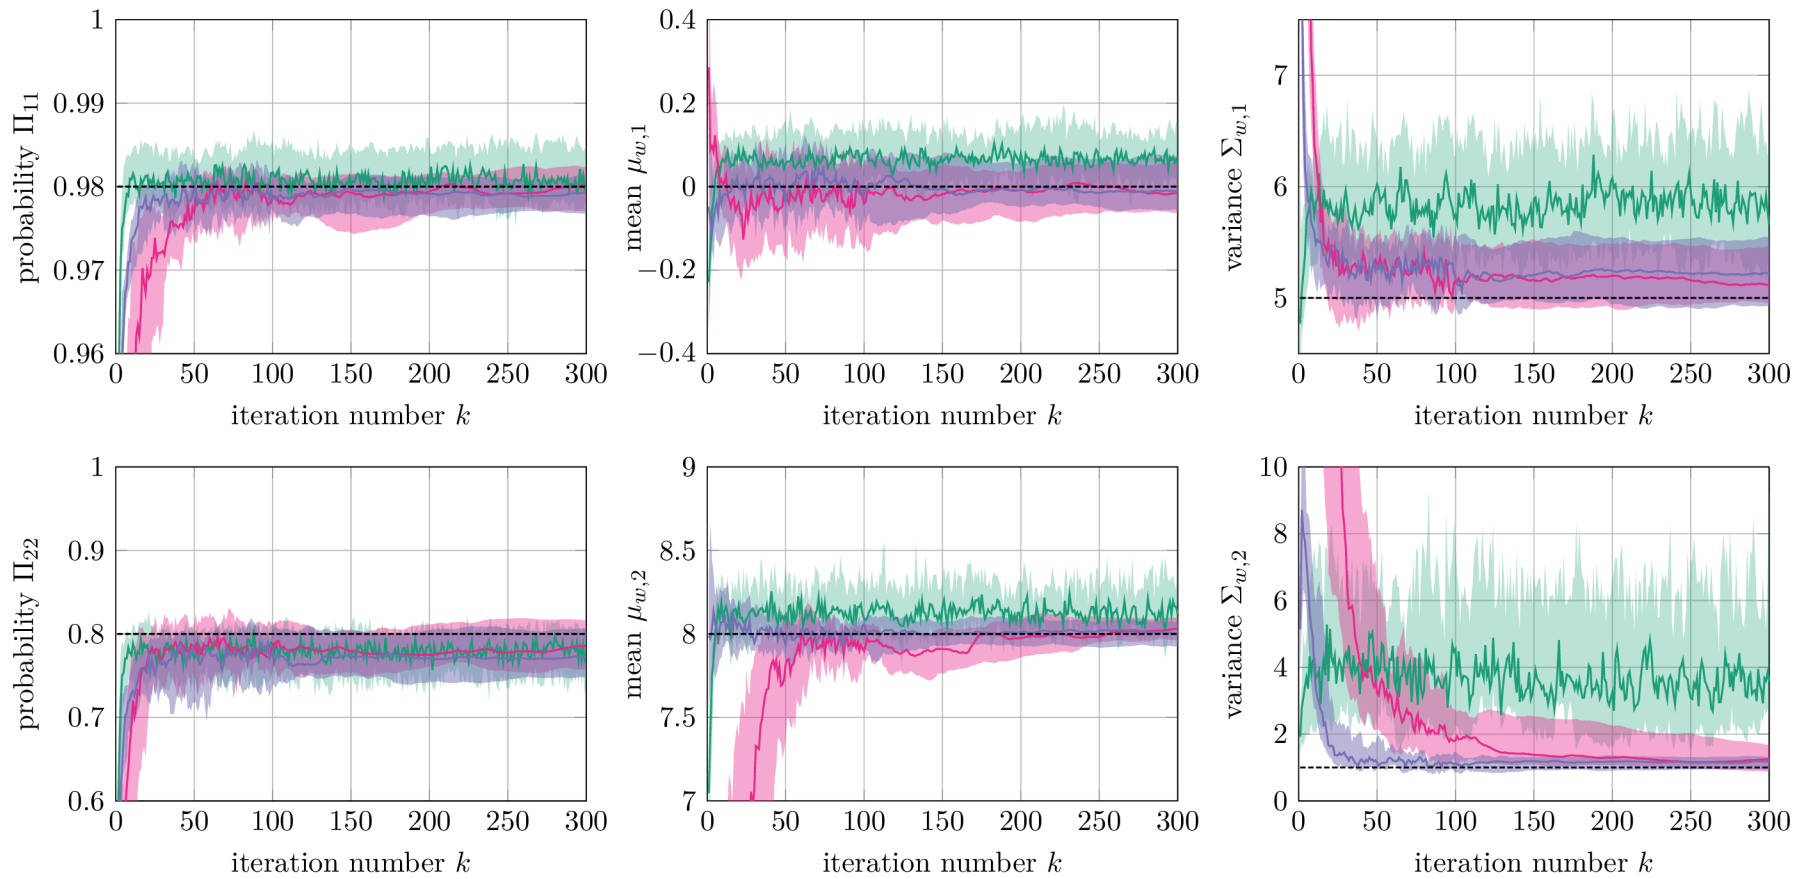 probability Π11
1
0.99
0.98
0.97
0.96
0 50 100 150 200 250 300
iteration number k
mean μw,1
0.4
0.2
0
−0.2
−0.4
0 50 100 150 200 250 300
iteration number k
variance Σw,1
7
6
5
0 50 100 150 200 250 300
iteration number k
probability Π22
1
0.9
0.8
0.7
0.6
0 50 100 150 200 250 300
iteration number k
mean μw,2
9
8.5
8
7.5
7
0 50 100 150 200 250 300
iteration number k
variance Σw,2
10
8
6
4
2
0
0 50 100 150 200 250 300
iteration number k